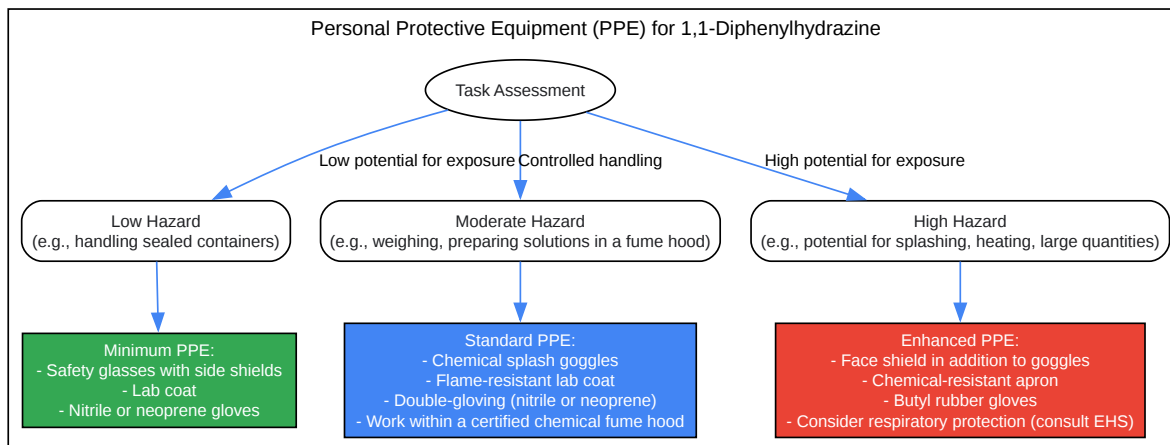 Personal Protective Equipment (PPE) for 1,1-Diphenylhydrazine
Task Assessment
Low potential for exposure
Controlled handling
High potential for exposure
Low Hazard
(e.g., handling sealed containers)
Moderate Hazard
(e.g., weighing, preparing solutions in a fume hood)
High Hazard
(e.g., potential for splashing, heating, large quantities)
Minimum PPE:
- Safety glasses with side shields
- Lab coat
- Nitrile or neoprene gloves
Standard PPE:
- Chemical splash goggles
- Flame-resistant lab coat
- Double-gloving (nitrile or neoprene)
- Work within a certified chemical fume hood
Enhanced PPE:
- Face shield in addition to goggles
- Chemical-resistant apron
- Butyl rubber gloves
- Consider respiratory protection (consult EHS)